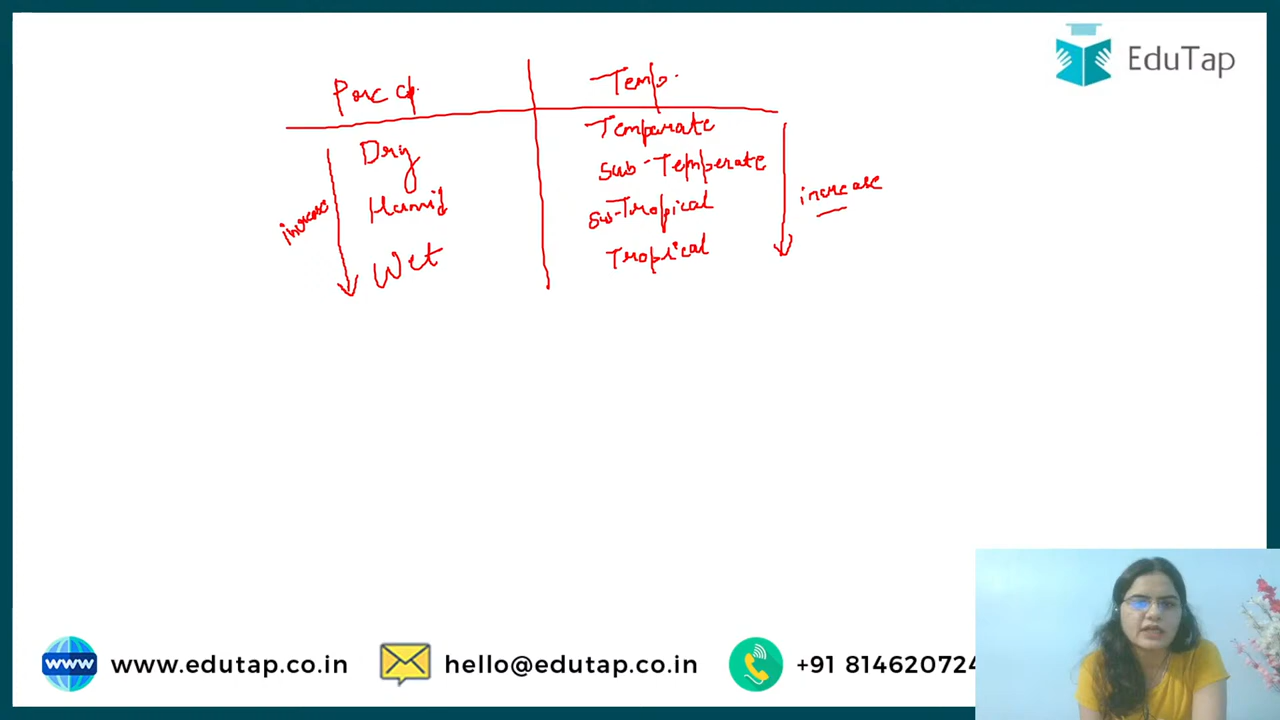 EduTap
Temp.
Dry
Temperate
Humid
Sub-Temperate
Wet
Sub-Tropical
Tropical
increase
increase
www.edutap.co.in
hello@edutap.co.in
+91 814620724